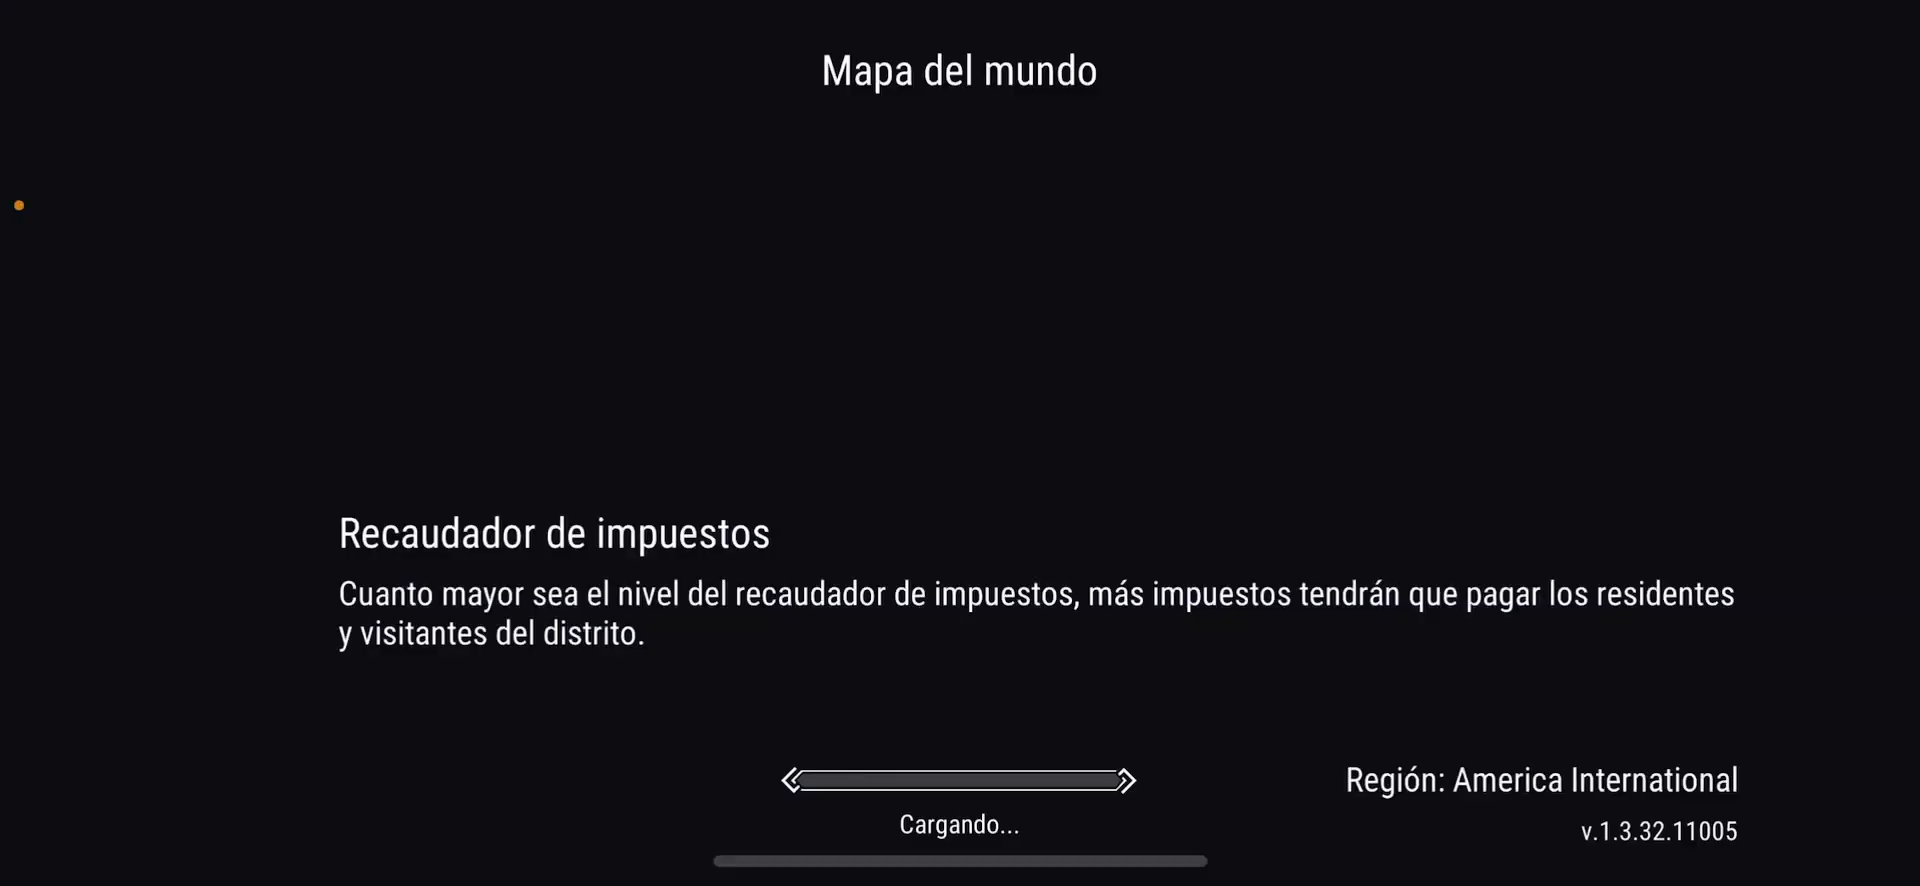 Mapa del mundo
Recaudador de impuestos
Cuanto mayor sea el nivel del recaudador de impuestos, más impuestos tendrán que pagar los residentes
y visitantes del distrito.
Región: America International
Cargando...
v.1.3.32.11005